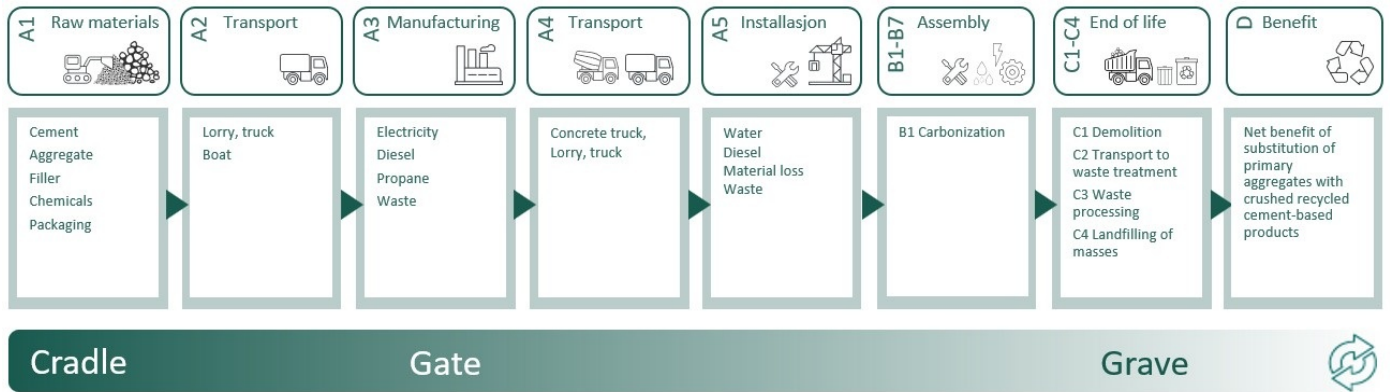 A1 Raw materials
A2 Transport
A3 Manufacturing
A4 Transport
A5 Installasjon
B1-B7 Assembly
C1-C4 End of life
D Benefit
Cement
Aggregate
Filler
Chemicals
Packaging
Lorry, truck
Boat
Electricity
Diesel
Propane
Waste
Concrete truck,
Lorry, truck
Water
Diesel
Material loss
Waste
B1 Carbonization
C1 Demolition
C2 Transport to
waste treatment
C3 Waste
processing
C4 Landfilling of
masses
Net benefit of
substitution of
primary
aggregates with
crushed recycled
cement-based
products
Cradle
Gate
Grave